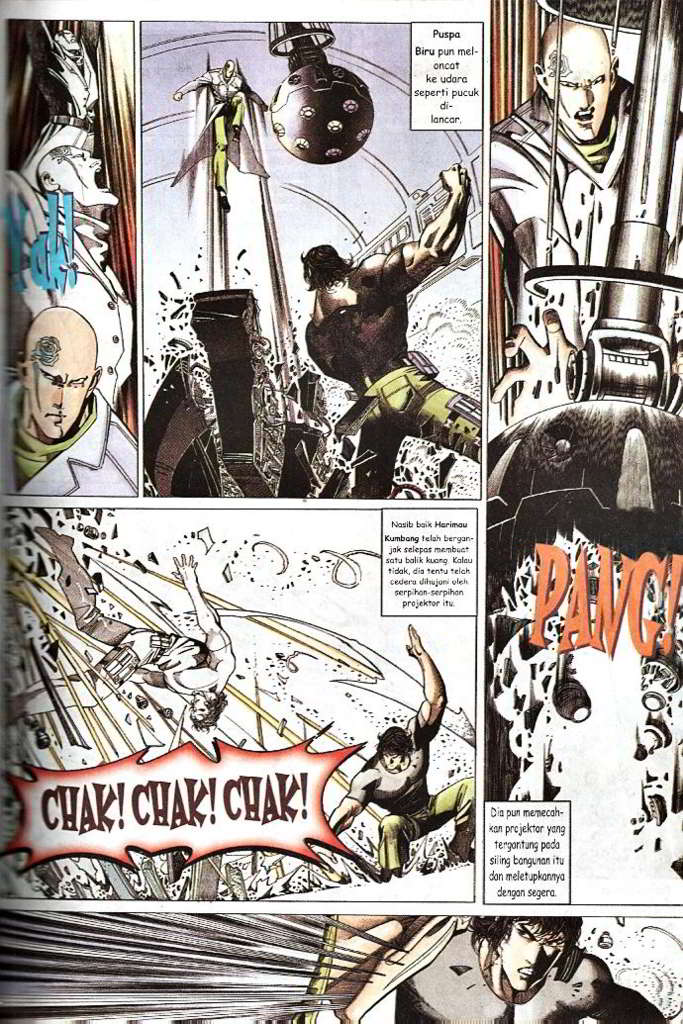 Puspa
Biru pun mel-
oncat
ke udara
seperti pucuk
di-
lancar.
PANG!
Dia pun memecah-
kan projektor yang
tergantung pada
siling bangunan itu
dan meletupkannya
dengan segera.
Nasib baik Harimau
Kumbang telah bergan-
jak selepas membuat
satu balik kuang. Kalau
tidak, dia tentu telah
cedera dihujani oleh
serpihan-serpihan
projektor itu.
CHAK! CHAK! CHAK!